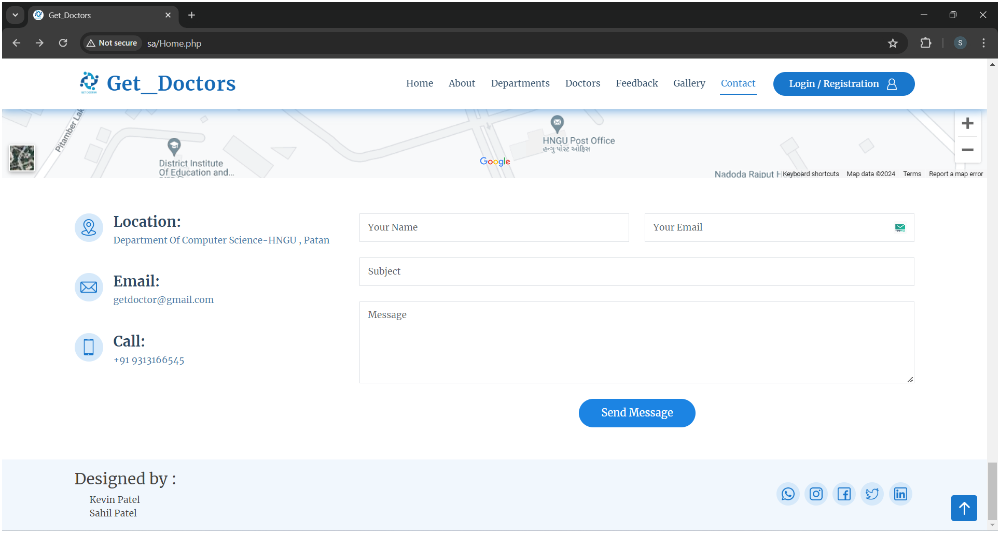 Get_Doctors
Not secure
sa/Home.php
S
GET DOCTOR
Get_Doctors
Home About Departments Doctors Feedback Gallery Contact Login / Registration
Pitamber Lak
HNGU Post Office
હન્ગુ પોસ્ટ ઓફિસ
District Institute
Of Education and...
Google
Nadoda Rajput H
Keyboard shortcuts Map data ©2024 Terms Report a map error
Location:
Department Of Computer Science-HNGU , Patan
Email:
getdoctor@gmail.com
Call:
+91 9313166545
Your Name
Your Email
Subject
Message
Send Message
Designed by :
Kevin Patel
Sahil Patel